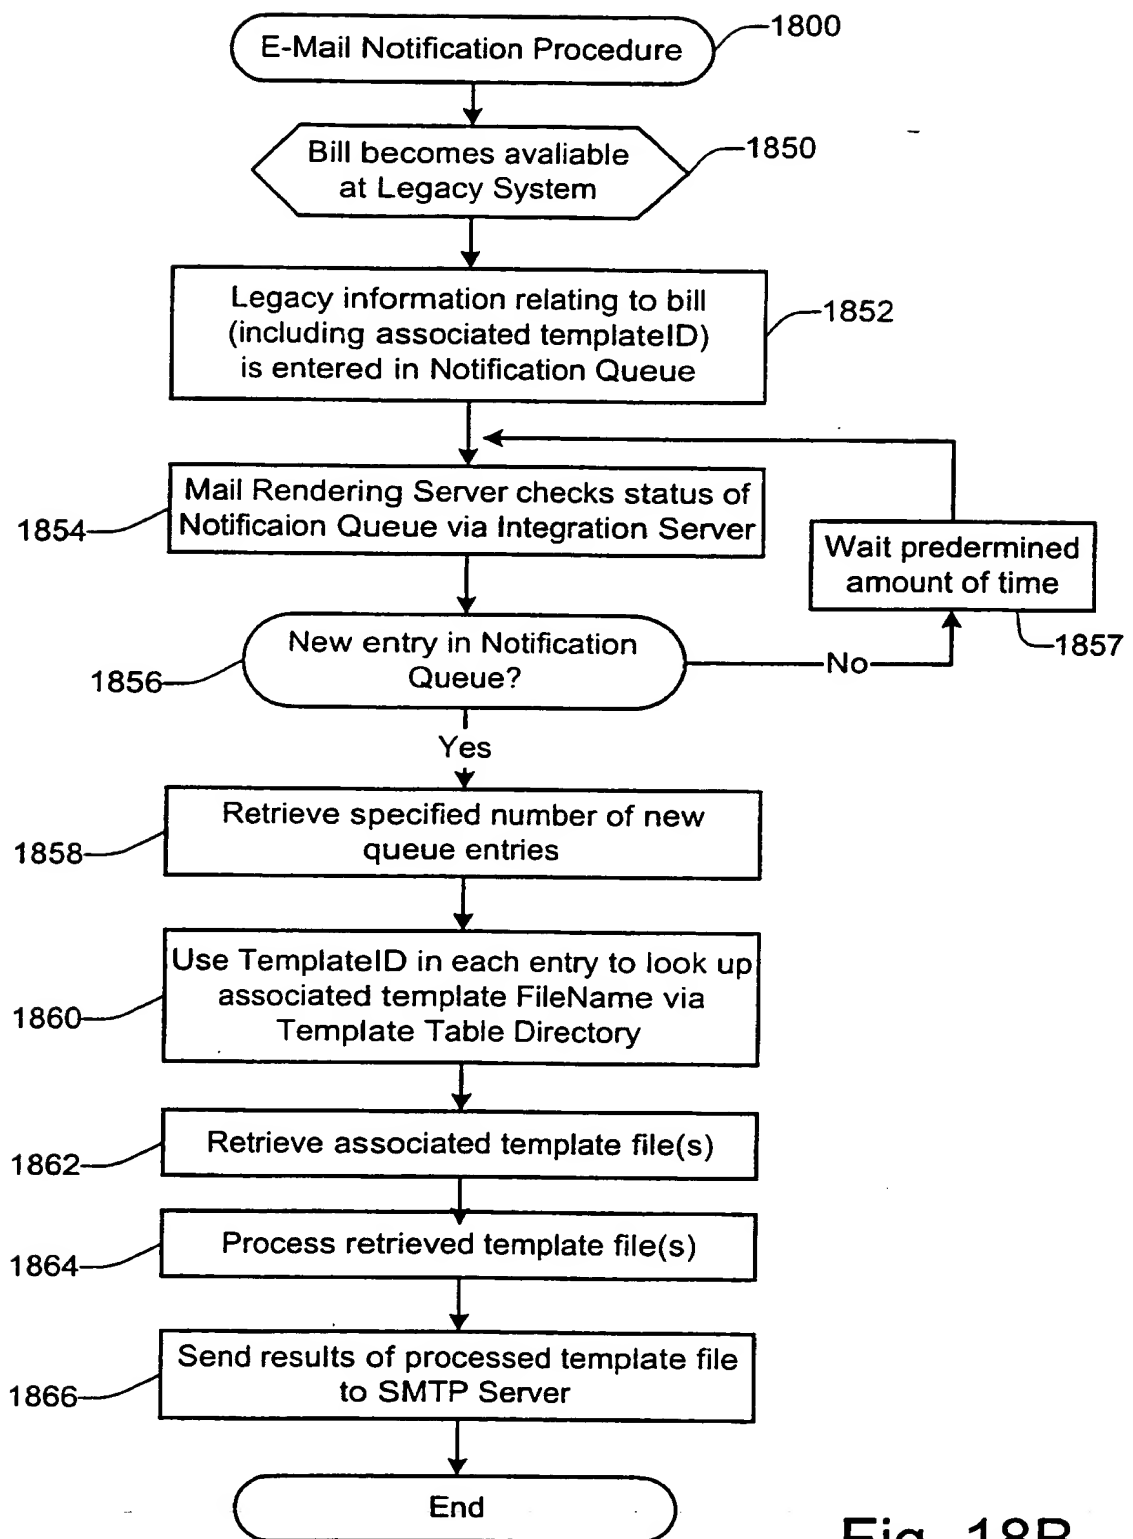 E-Mail Notification Procedure
1800
Bill becomes avaliable
at Legacy System
1850
Legacy information relating to bill
(including associated templateID)
is entered in Notification Queue
1852
Mail Rendering Server checks status of
Notificaion Queue via Integration Server
1854
Wait predermined
amount of time
1857
New entry in Notification
Queue?
1856
No
Yes
Retrieve specified number of new
queue entries
1858
Use TemplateID in each entry to look up
associated template FileName via
Template Table Directory
1860
Retrieve associated template file(s)
1862
Process retrieved template file(s)
1864
Send results of processed template file
to SMTP Server
1866
End
Fig. 18B